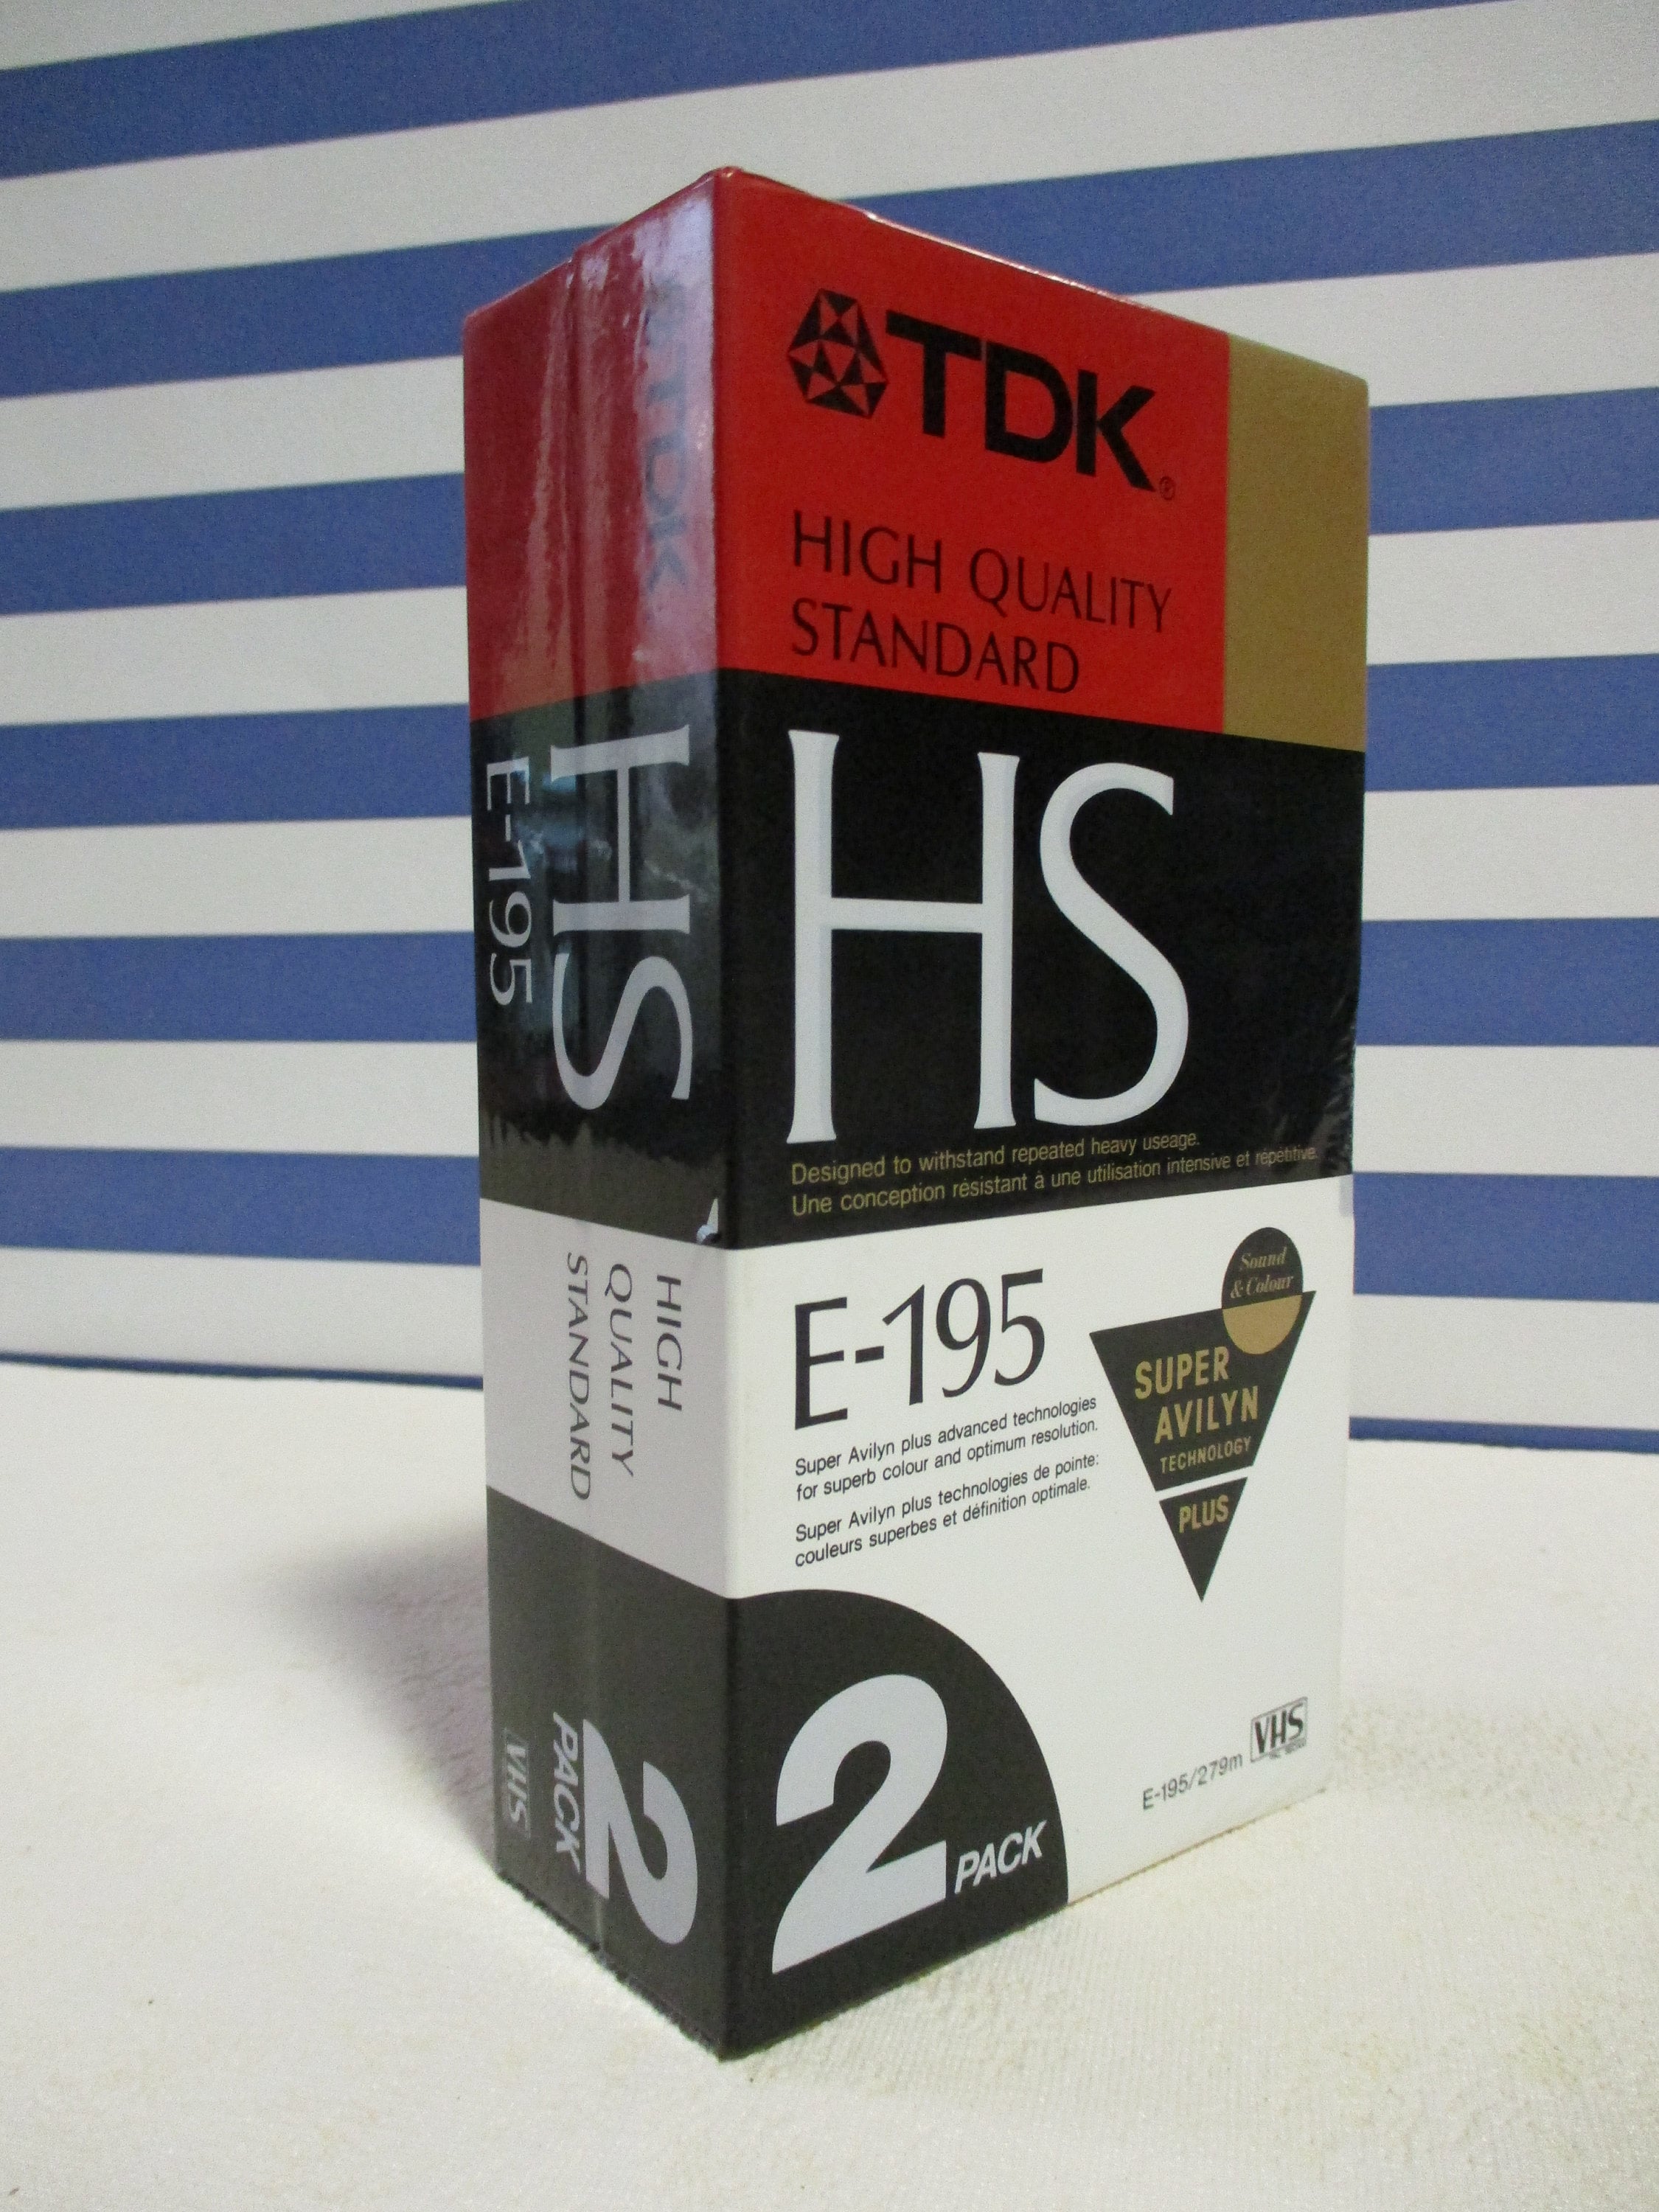 TDK
HS
E-195
HIGH
QUALITY
STANDARD
2
PACK
VHS
TDK®
HIGH QUALITY
STANDARD
HS
Designed to withstand repeated heavy useage.
Une conception résistant à une utilisation intensive et répétitive.
E-195
Super Avilyn plus advanced technologies
for superb colour and optimum resolution.
Super Avilyn plus technologies de pointe:
couleurs superbes et définition optimale.
Sound
& Colour
SUPER
AVILYN
TECHNOLOGY
PLUS
2 PACK
VHS
E-195/279m